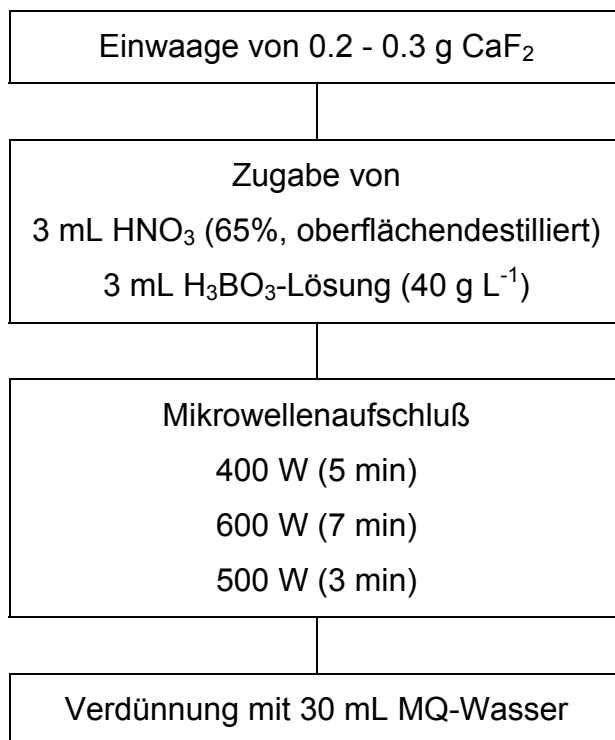 Einwaage von 0.2 - 0.3 g CaF₂
Zugabe von
3 mL HNO₃ (65%, oberflächendestilliert)
3 mL H₃BO₃-Lösung (40 g L⁻¹)
Mikrowellenaufschluß
400 W (5 min)
600 W (7 min)
500 W (3 min)
Verdünnung mit 30 mL MQ-Wasser